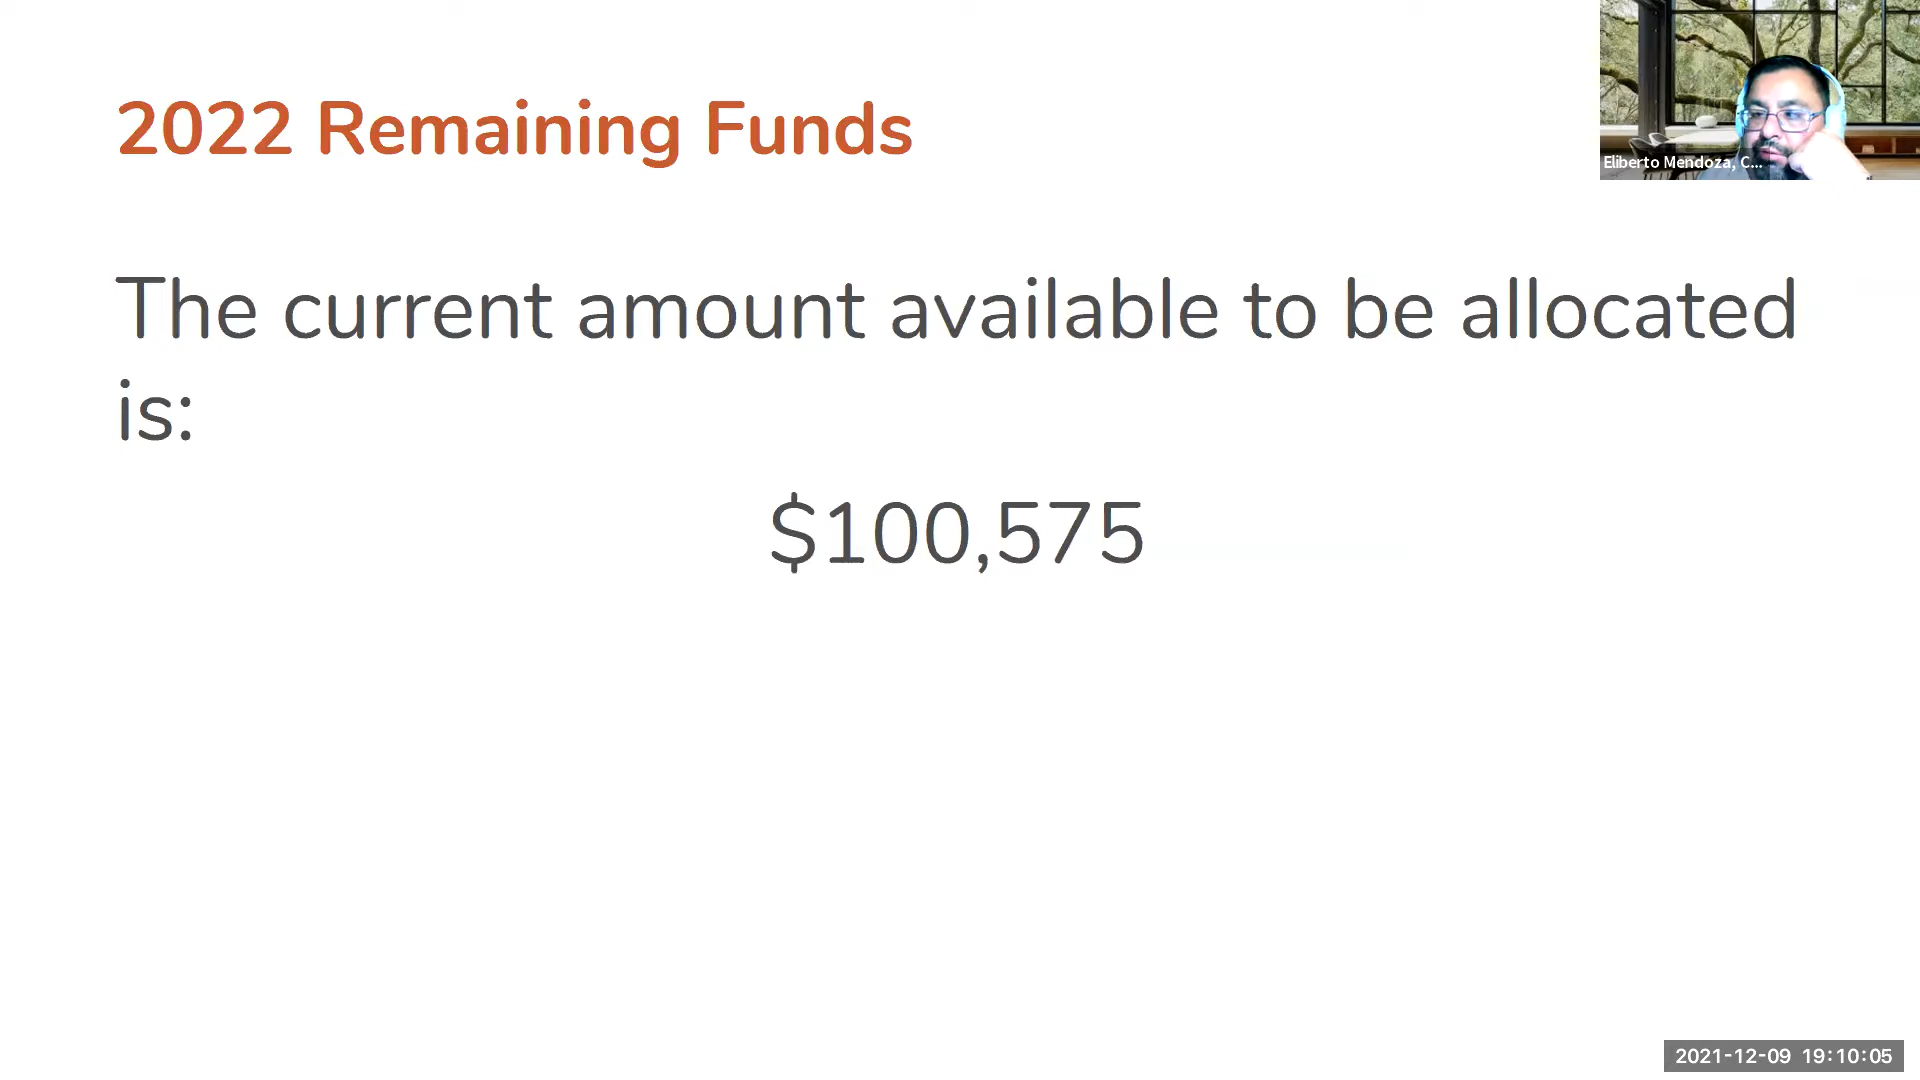 2022 Remaining Funds
Eliberto Mendoza, C...
The current amount available to be allocated
is:
$100,575
2021-12-09 19:10:05